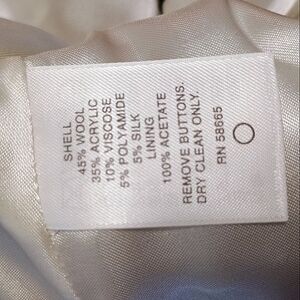 SHELL
45% WOOL
35% ACRYLIC
10% VISCOSE
5% POLYAMIDE
5% SILK
LINING
100% ACETATE
REMOVE BUTTONS.
DRY CLEAN ONLY.
RN 58665